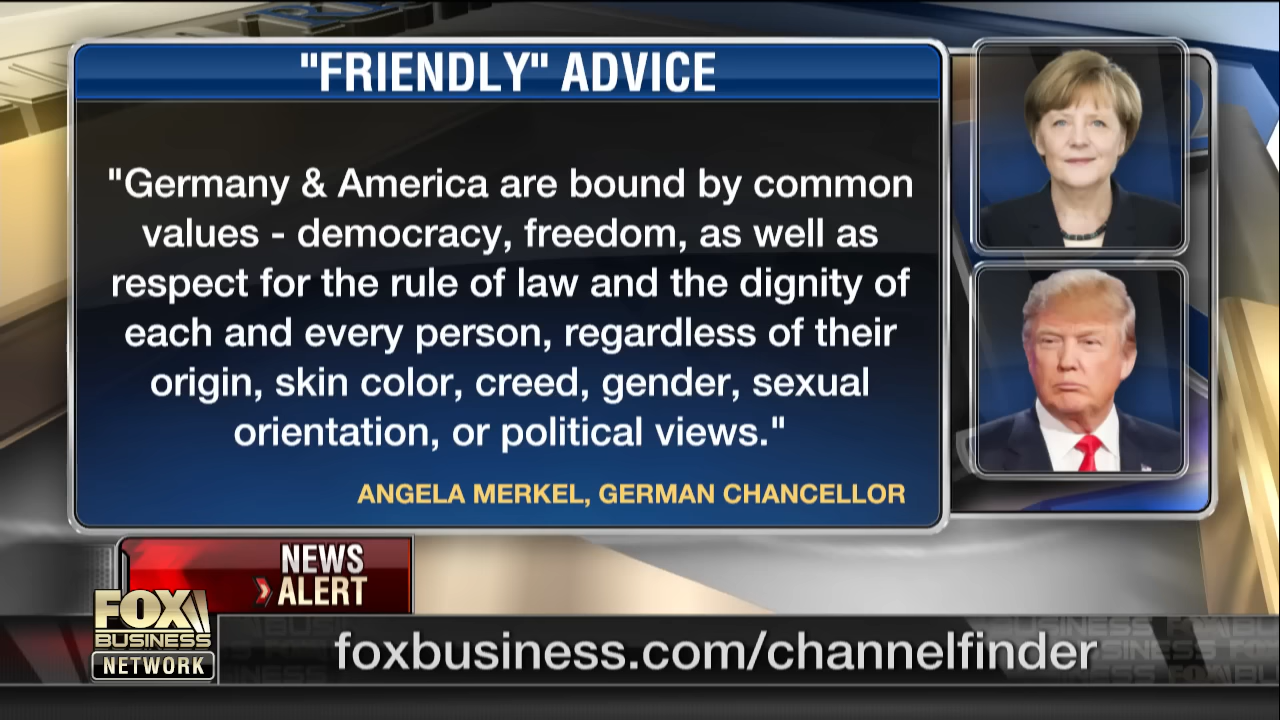 "FRIENDLY" ADVICE
"Germany & America are bound by common
values - democracy, freedom, as well as
respect for the rule of law and the dignity of
each and every person, regardless of their
origin, skin color, creed, gender, sexual
orientation, or political views."
ANGELA MERKEL, GERMAN CHANCELLOR
NEWS
ALERT
FOX
BUSINESS
NETWORK
foxbusiness.com/channelfinder